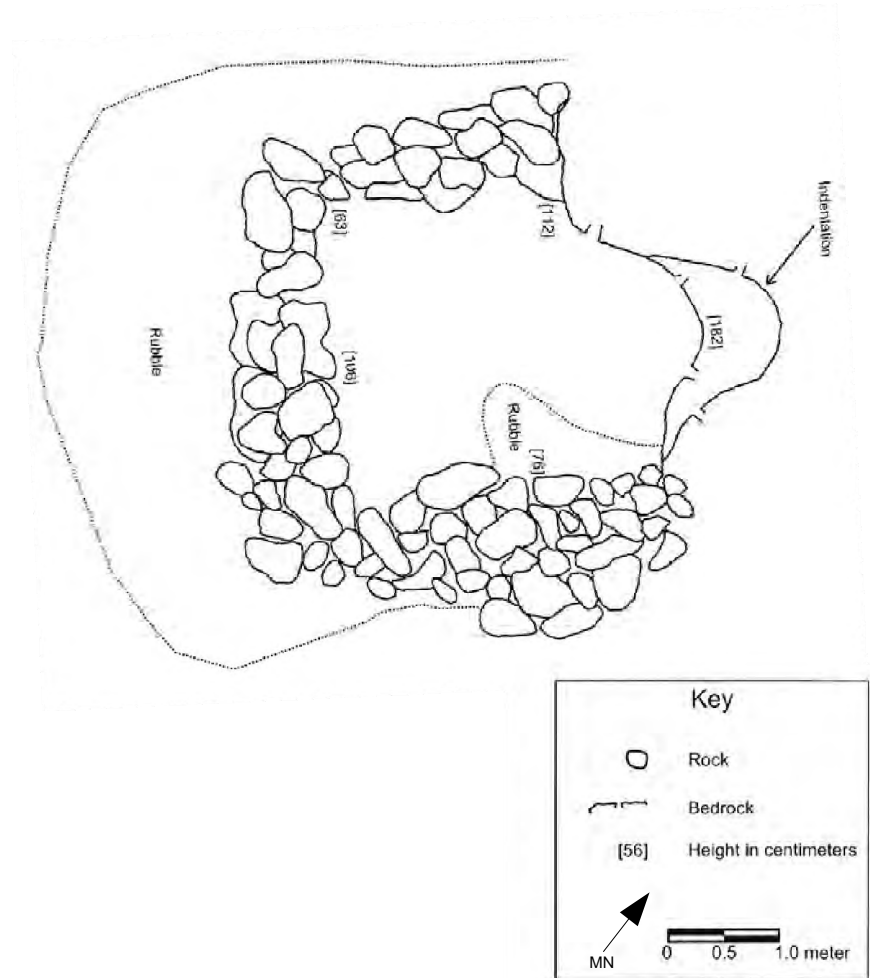 Indentation
[63]
[112]
[182]
Rubble
[106]
Rubble
[76]
Key
Rock
Bedrock
[56] Height in centimeters
MN
0 0.5 1.0 meter